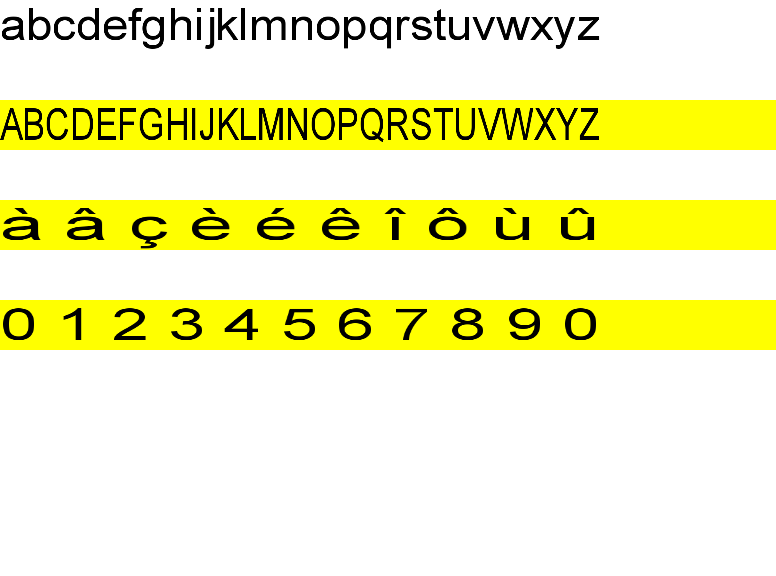 abcdefghijklmnopqrstuvwxyz
ABCDEFGHIJKLMNOPQRSTUVWXYZ
à â ç è é ê î ô ù û
0 1 2 3 4 5 6 7 8 9 0